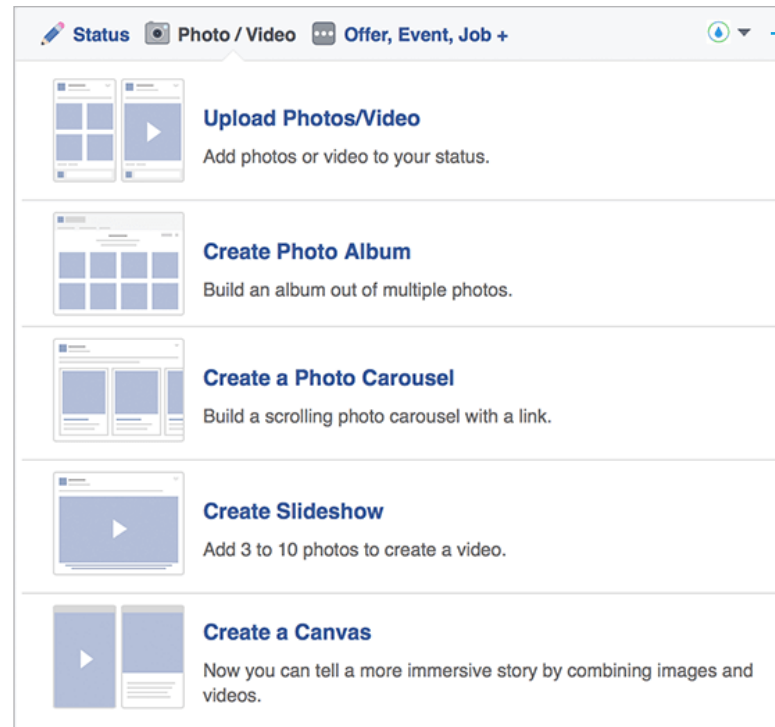 Status Photo / Video Offer, Event, Job +
Upload Photos/Video
Add photos or video to your status.
Create Photo Album
Build an album out of multiple photos.
Create a Photo Carousel
Build a scrolling photo carousel with a link.
Create Slideshow
Add 3 to 10 photos to create a video.
Create a Canvas
Now you can tell a more immersive story by combining images and
videos.